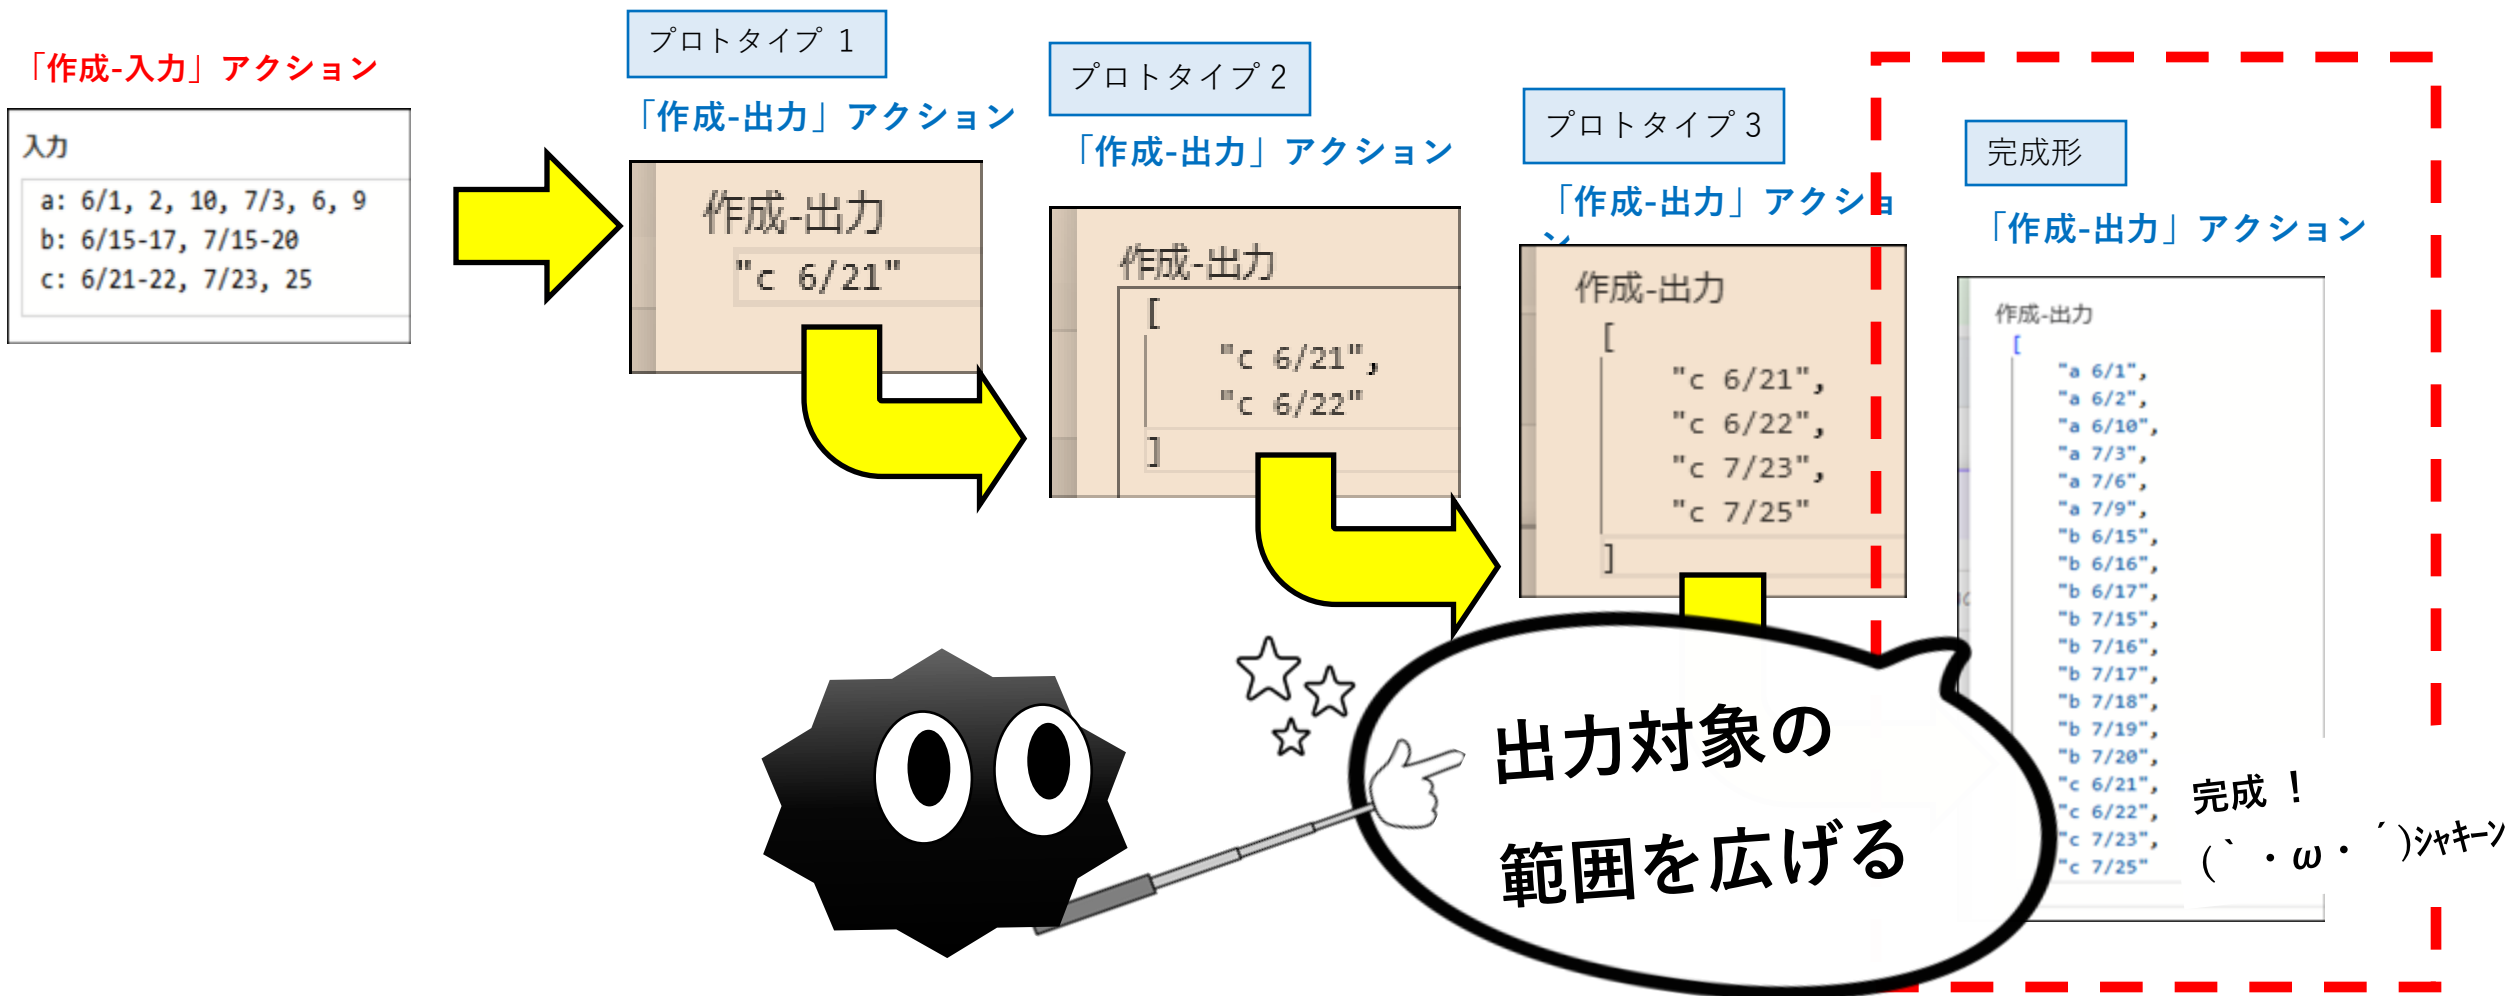 「作成-入力」アクション
入力
a: 6/1, 2, 10, 7/3, 6, 9
b: 6/15-17, 7/15-20
c: 6/21-22, 7/23, 25
プロトタイプ 1
「作成-出力」アクション
作成-出力
"c 6/21"
プロトタイプ 2
「作成-出力」アクション
作成-出力
[
"c 6/21",
"c 6/22"
]
プロトタイプ 3
「作成-出力」アクショ
ン
作成-出力
[
"c 6/21",
"c 6/22",
"c 7/23",
"c 7/25"
]
完成形
「作成-出力」アクション
作成-出力
[
"a 6/1",
"a 6/2",
"a 6/10",
"a 7/3",
"a 7/6",
"a 7/9",
"b 6/15",
"b 6/16",
"b 6/17",
"b 7/15",
"b 7/16",
"b 7/17",
"b 7/18",
"b 7/19",
"b 7/20",
"c 6/21",
"c 6/22",
"c 7/23",
"c 7/25"
出力対象の
範囲を広げる
完成！
(｀・ω・´)シャキーン